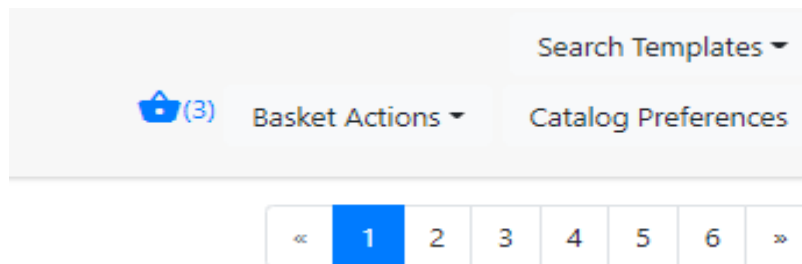 Search Templates
(3) Basket Actions Catalog Preferences
« 1 2 3 4 5 6 »